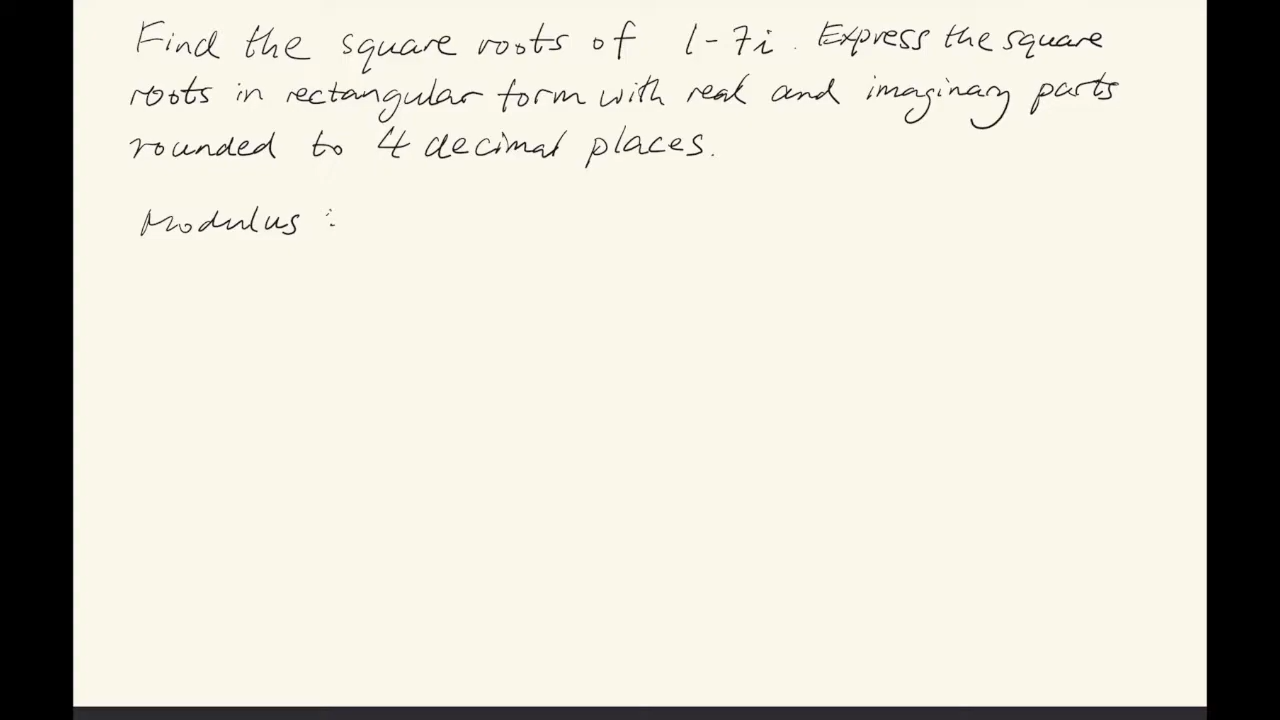 Find the square roots of 1-7i. Express the square
roots in rectangular form with real and imaginary parts
rounded to 4 decimal places.
Modulus :